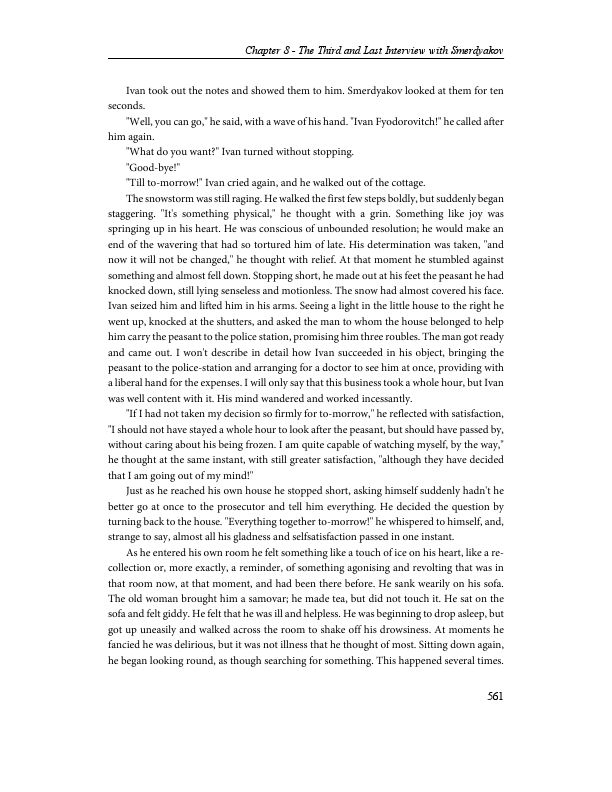 Chapter 8 - The Third and Last Interview with Smerdyakov
Ivan took out the notes and showed them to him. Smerdyakov looked at them for ten
seconds.
"Well, you can go," he said, with a wave of his hand. "Ivan Fyodorovitch!" he called after
him again.
"What do you want?" Ivan turned without stopping.
"Good-bye!"
"Till to-morrow!" Ivan cried again, and he walked out of the cottage.
The snowstorm was still raging. He walked the first few steps boldly, but suddenly began
staggering. "It's something physical," he thought with a grin. Something like joy was
springing up in his heart. He was conscious of unbounded resolution; he would make an
end of the wavering that had so tortured him of late. His determination was taken, "and
now it will not be changed," he thought with relief. At that moment he stumbled against
something and almost fell down. Stopping short, he made out at his feet the peasant he had
knocked down, still lying senseless and motionless. The snow had almost covered his face.
Ivan seized him and lifted him in his arms. Seeing a light in the little house to the right he
went up, knocked at the shutters, and asked the man to whom the house belonged to help
him carry the peasant to the police station, promising him three roubles. The man got ready
and came out. I won't describe in detail how Ivan succeeded in his object, bringing the
peasant to the police-station and arranging for a doctor to see him at once, providing with
a liberal hand for the expenses. I will only say that this business took a whole hour, but Ivan
was well content with it. His mind wandered and worked incessantly.
"If I had not taken my decision so firmly for to-morrow," he reflected with satisfaction,
"I should not have stayed a whole hour to look after the peasant, but should have passed by,
without caring about his being frozen. I am quite capable of watching myself, by the way,"
he thought at the same instant, with still greater satisfaction, "although they have decided
that I am going out of my mind!"
Just as he reached his own house he stopped short, asking himself suddenly hadn't he
better go at once to the prosecutor and tell him everything. He decided the question by
turning back to the house. "Everything together to-morrow!" he whispered to himself, and,
strange to say, almost all his gladness and selfsatisfaction passed in one instant.
As he entered his own room he felt something like a touch of ice on his heart, like a re-
collection or, more exactly, a reminder, of something agonising and revolting that was in
that room now, at that moment, and had been there before. He sank wearily on his sofa.
The old woman brought him a samovar; he made tea, but did not touch it. He sat on the
sofa and felt giddy. He felt that he was ill and helpless. He was beginning to drop asleep, but
got up uneasily and walked across the room to shake off his drowsiness. At moments he
fancied he was delirious, but it was not illness that he thought of most. Sitting down again,
he began looking round, as though searching for something. This happened several times.
561